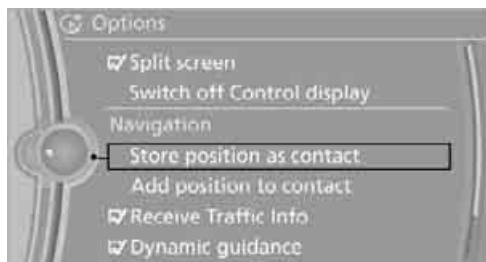 Options
Split screen
Switch off Control display
Navigation
Store position as contact
Add position to contact
Receive Traffic Info
Dynamic guidance